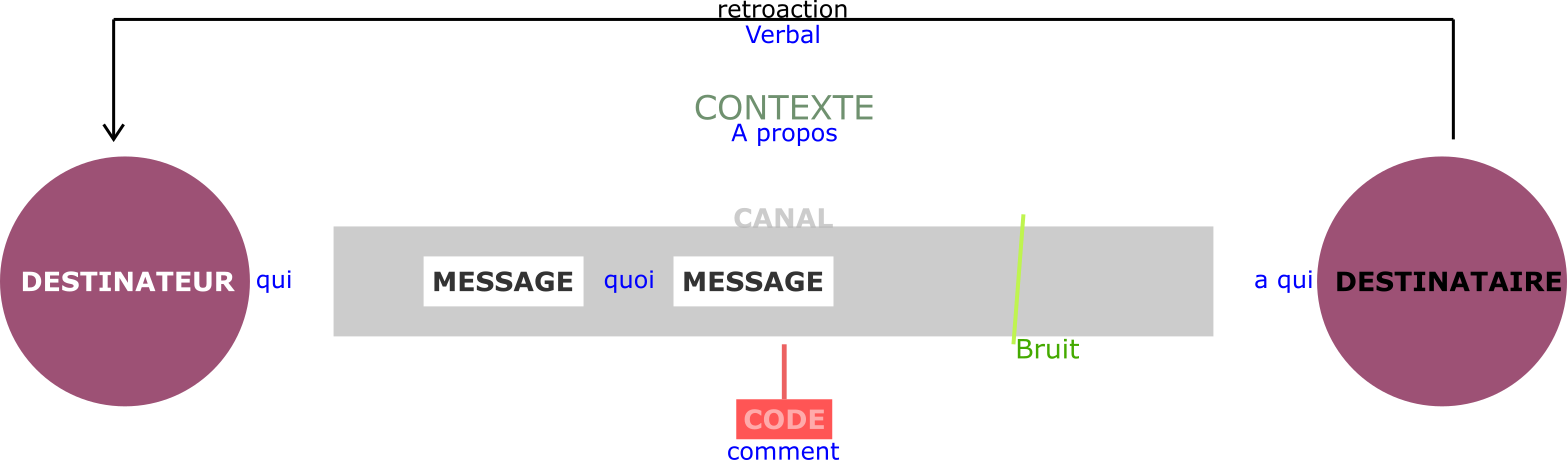 retroaction
Verbal
CONTEXTE
A propos
CANAL
DESTINATEUR qui MESSAGE quoi MESSAGE a qui DESTINATAIRE
Bruit
CODE
comment